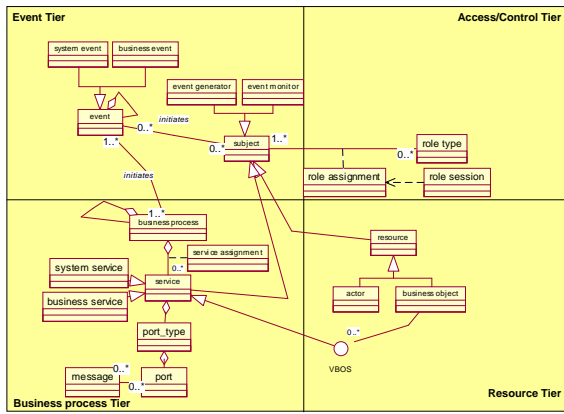 Event Tier
Access/Control Tier
system event
business event
event generator
event monitor
event
initiates
0..*
0..*
subject
1..*
role type
0..*
1..*
initiates
role assignment
role session
1..*
business process
resource
service assignment
0..*
system service
service
business service
actor
business object
port_type
0..*
VBOS
message
0..*
port
0..*
Business process Tier
Resource Tier